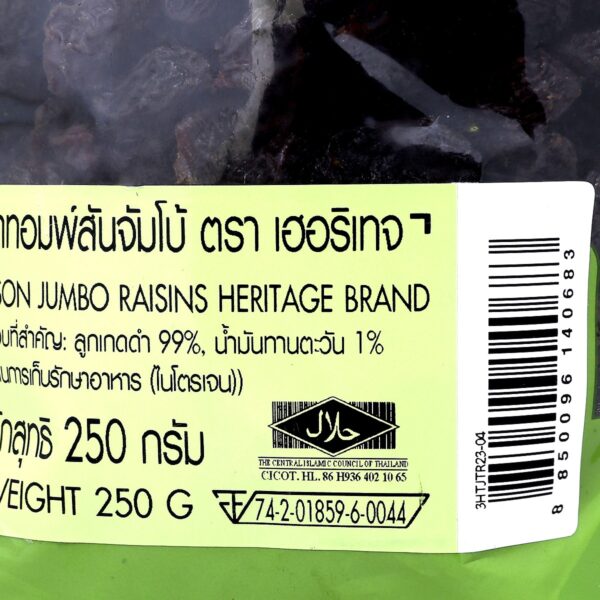 ทอมพ์สันจัมโบ้ ตรา เฮอริเทจ
SON JUMBO RAISINS HERITAGE BRAND
ที่สำคัญ: ลูกเกดดำ 99%, น้ำมันทานตะวัน 1%
การเก็บรักษาอาหาร (ไนโตรเจน))
สุทธิ 250 กรัม
WEIGHT 250 G
حلال
THE CENTRAL ISLAMIC COUNCIL OF THAILAND
CICOT. HL. 86 H936 402 10 65
74-2-01859-6-0044
3HTJTR23-04
8 850096 140683